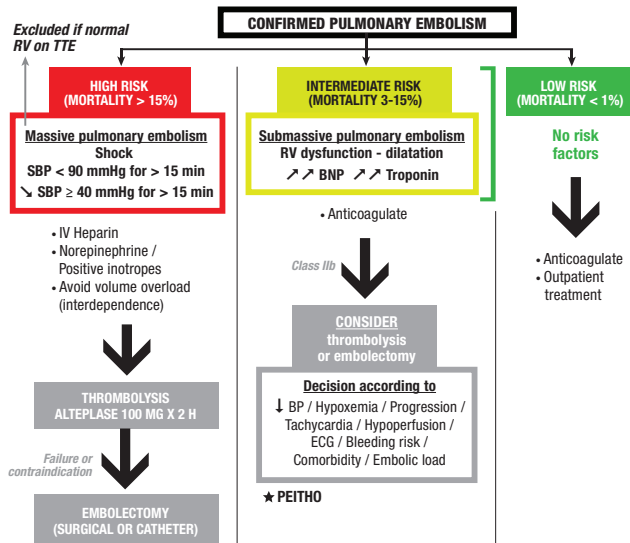 CONFIRMED PULMONARY EMBOLISM
Excluded if normal
RV on TTE
HIGH RISK
(MORTALITY > 15%)
Massive pulmonary embolism
Shock
SBP < 90 mmHg for > 15 min
↘ SBP ≥ 40 mmHg for > 15 min
• IV Heparin
• Norepinephrine /
Positive inotropes
• Avoid volume overload
(interdependence)
THROMBOLYSIS
ALTEPLASE 100 MG X 2 H
Failure or
contraindication
EMBOLECTOMY
(SURGICAL OR CATHETER)
INTERMEDIATE RISK
(MORTALITY 3-15%)
Submassive pulmonary embolism
RV dysfunction - dilatation
↗↗ BNP ↗↗ Troponin
• Anticoagulate
Class IIb
CONSIDER
thrombolysis
or embolectomy
Decision according to
↓ BP / Hypoxemia / Progression /
Tachycardia / Hypoperfusion /
ECG / Bleeding risk /
Comorbidity / Embolic load
★ PEITHO
LOW RISK
(MORTALITY < 1%)
No risk
factors
• Anticoagulate
• Outpatient
treatment